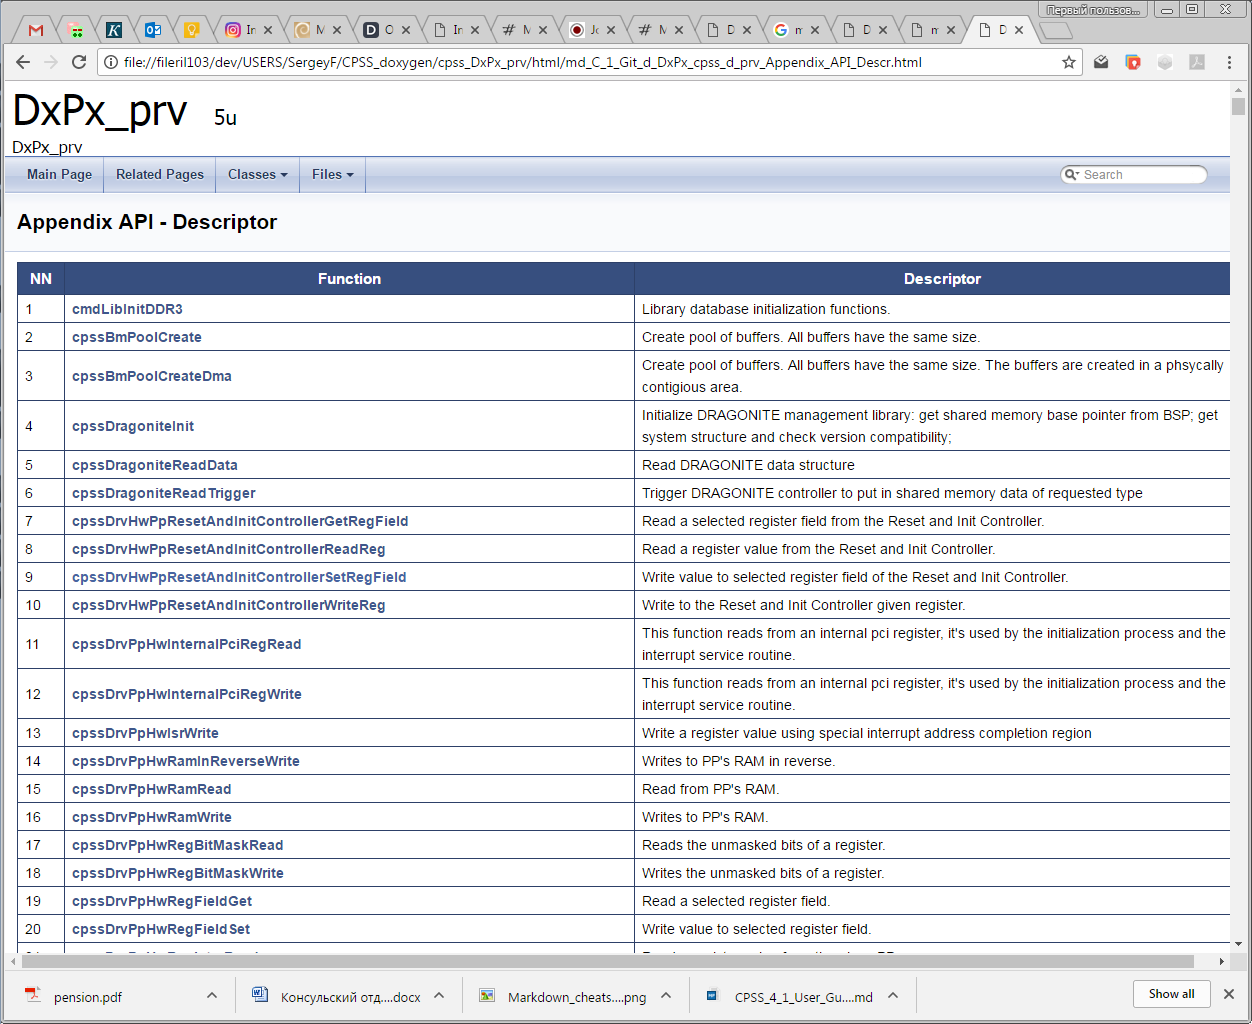 Первый пользов...
In
M
M
O
In
M
Jo
M
D
D
m
D
m
D
file://fileril103/dev/USERS/SergeyF/CPSS_doxygen/cpss_DxPx_prv/html/md_C_1_Git_d_DxPx_cpss_d_prv_Appendix_API_Descr.html
DxPx_prv 5u
DxPx_prv
Main Page Related Pages Classes Files Search
Appendix API - Descriptor
NN Function Descriptor
1 cmdLibInitDDR3 Library database initialization functions.
2 cpssBmPoolCreate Create pool of buffers. All buffers have the same size.
3 cpssBmPoolCreateDma Create pool of buffers. All buffers have the same size. The buffers are created in a phsycally
contigious area.
4 cpssDragoniteInit Initialize DRAGONITE management library: get shared memory base pointer from BSP; get
system structure and check version compatibility;
5 cpssDragoniteReadData Read DRAGONITE data structure
6 cpssDragoniteReadTrigger Trigger DRAGONITE controller to put in shared memory data of requested type
7 cpssDrvHwPpResetAndInitControllerGetRegField Read a selected register field from the Reset and Init Controller.
8 cpssDrvHwPpResetAndInitControllerReadReg Read a register value from the Reset and Init Controller.
9 cpssDrvHwPpResetAndInitControllerSetRegField Write value to selected register field of the Reset and Init Controller.
10 cpssDrvHwPpResetAndInitControllerWriteReg Write to the Reset and Init Controller given register.
11 cpssDrvPpHwInternalPciRegRead This function reads from an internal pci register, it's used by the initialization process and the
interrupt service routine.
12 cpssDrvPpHwInternalPciRegWrite This function reads from an internal pci register, it's used by the initialization process and the
interrupt service routine.
13 cpssDrvPpHwIsrWrite Write a register value using special interrupt address completion region
14 cpssDrvPpHwRamInReverseWrite Writes to PP's RAM in reverse.
15 cpssDrvPpHwRamRead Read from PP's RAM.
16 cpssDrvPpHwRamWrite Writes to PP's RAM.
17 cpssDrvPpHwRegBitMaskRead Reads the unmasked bits of a register.
18 cpssDrvPpHwRegBitMaskWrite Writes the unmasked bits of a register.
19 cpssDrvPpHwRegFieldGet Read a selected register field.
20 cpssDrvPpHwRegFieldSet Write value to selected register field.
pension.pdf Консульский отд....docx Markdown_cheats....png CPSS_4_1_User_Gu....md Show all